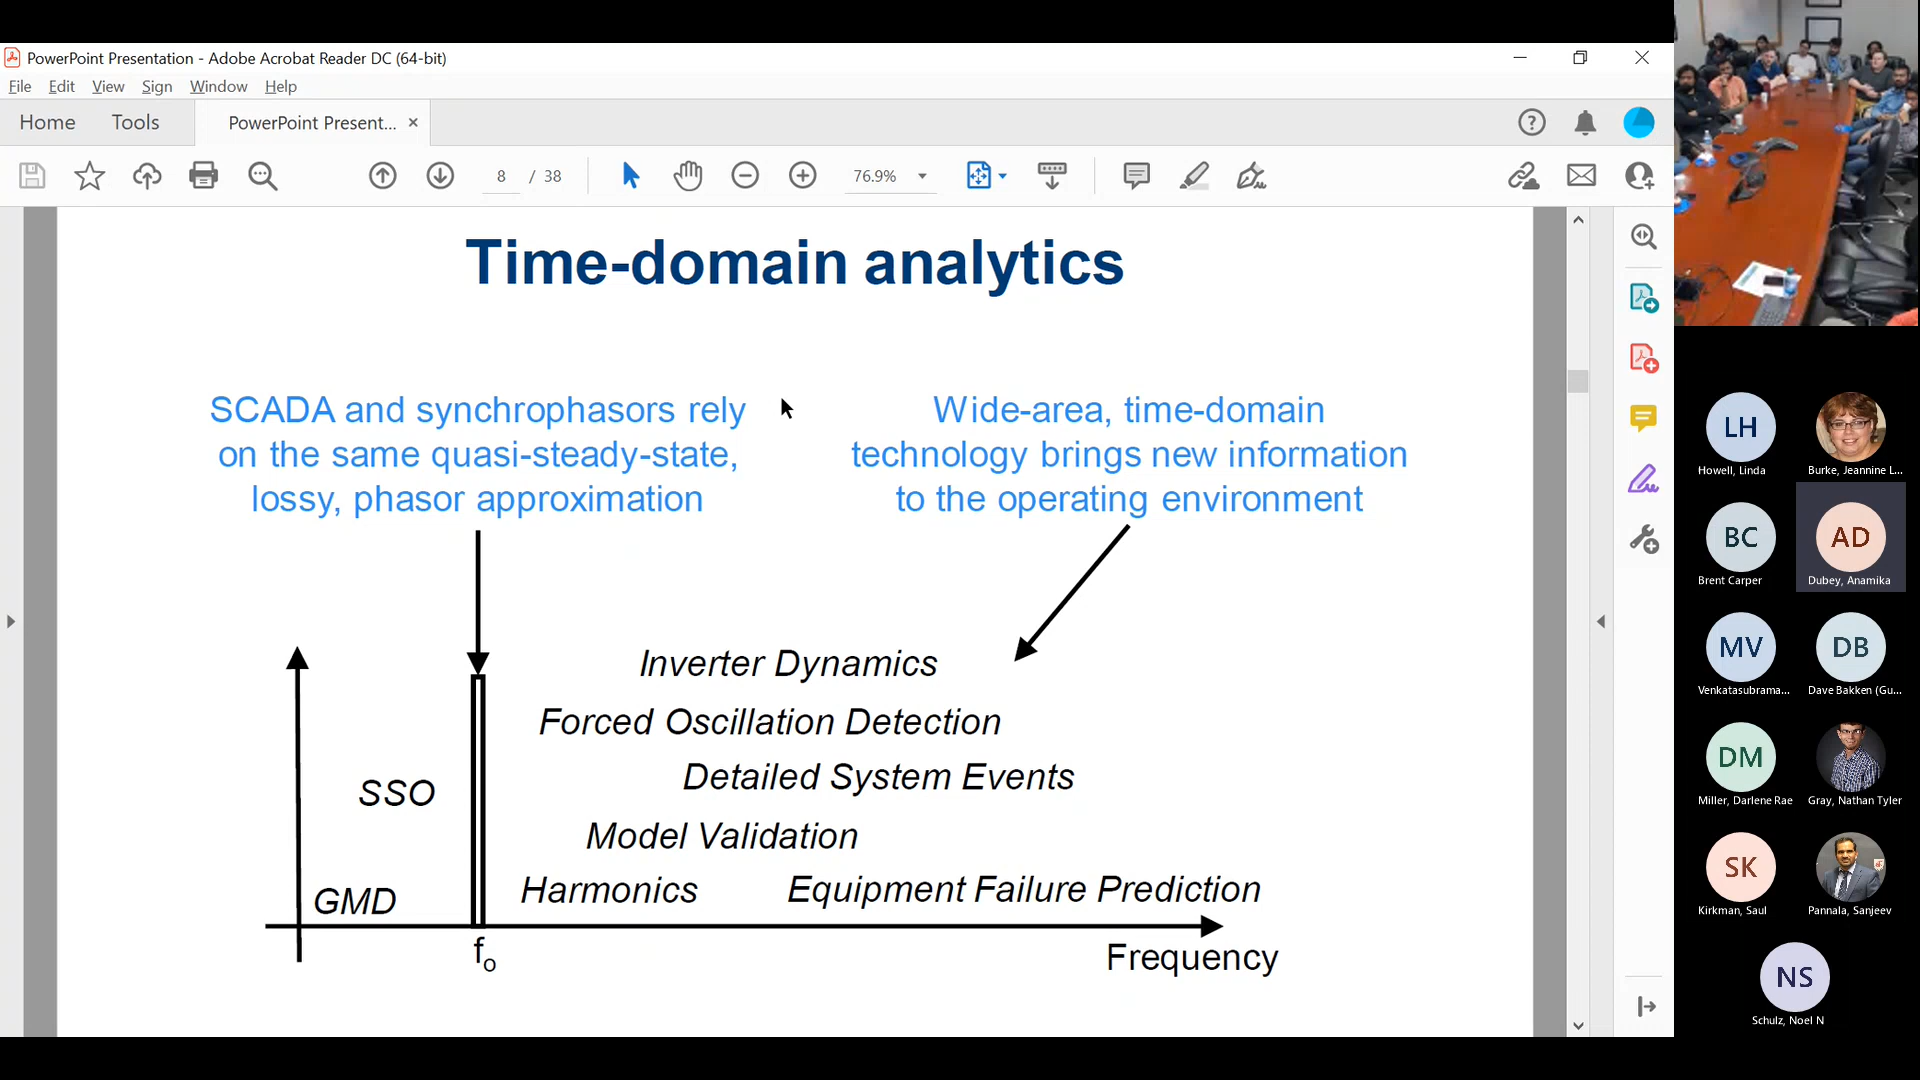 PowerPoint Presentation - Adobe Acrobat Reader DC (64-bit)
File Edit View Sign Window Help
Home Tools PowerPoint Present... ×
8 / 38 76.9%
Time-domain analytics
SCADA and synchrophasors rely
on the same quasi-steady-state,
lossy, phasor approximation
Wide-area, time-domain
technology brings new information
to the operating environment
Inverter Dynamics
Forced Oscillation Detection
Detailed System Events
SSO
Model Validation
GMD
Harmonics
Equipment Failure Prediction
fo
Frequency
LH
Howell, Linda
Burke, Jeannine L...
BC
Brent Carper
AD
Dubey, Anamika
MV
Venkatasubrama...
DB
Dave Bakken (Gu...
DM
Miller, Darlene Rae
Gray, Nathan Tyler
SK
Kirkman, Saul
Pannala, Sanjeev
NS
Schulz, Noel N